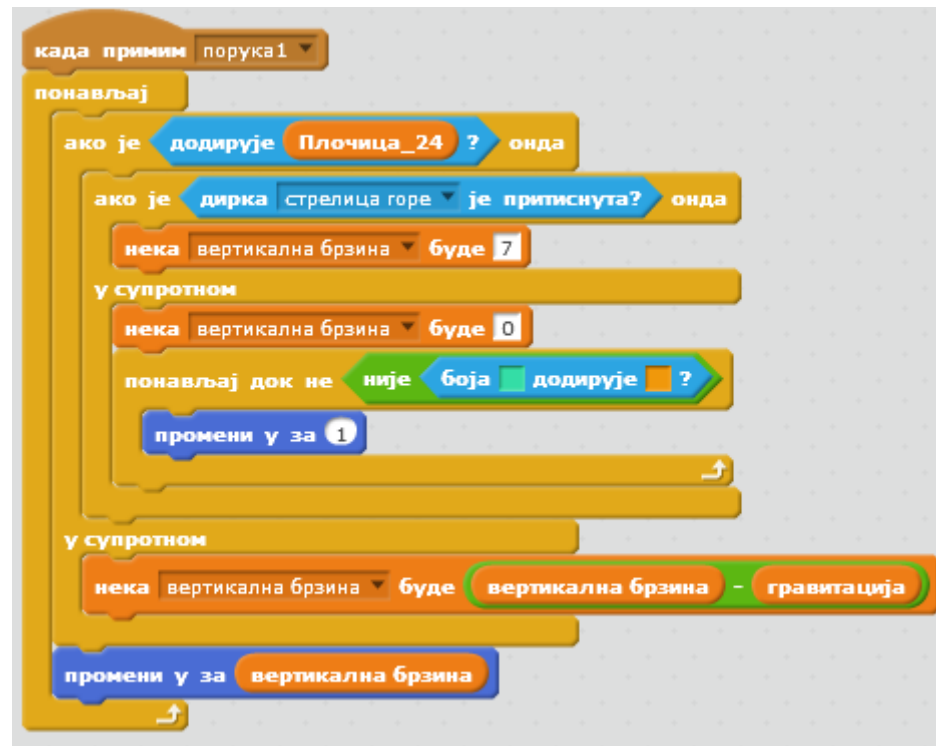 када примим порука1
понављај
ако је додирује Плочица_24 ? онда
ако је дирка стрелица горе је притиснута? онда
нека вертикална брзина буде 7
у супротном
нека вертикална брзина буде 0
понављај док не није боја додирује ?
промени y за 1
у супротном
нека вертикална брзина буде вертикална брзина - гравитација
промени y за вертикална брзина